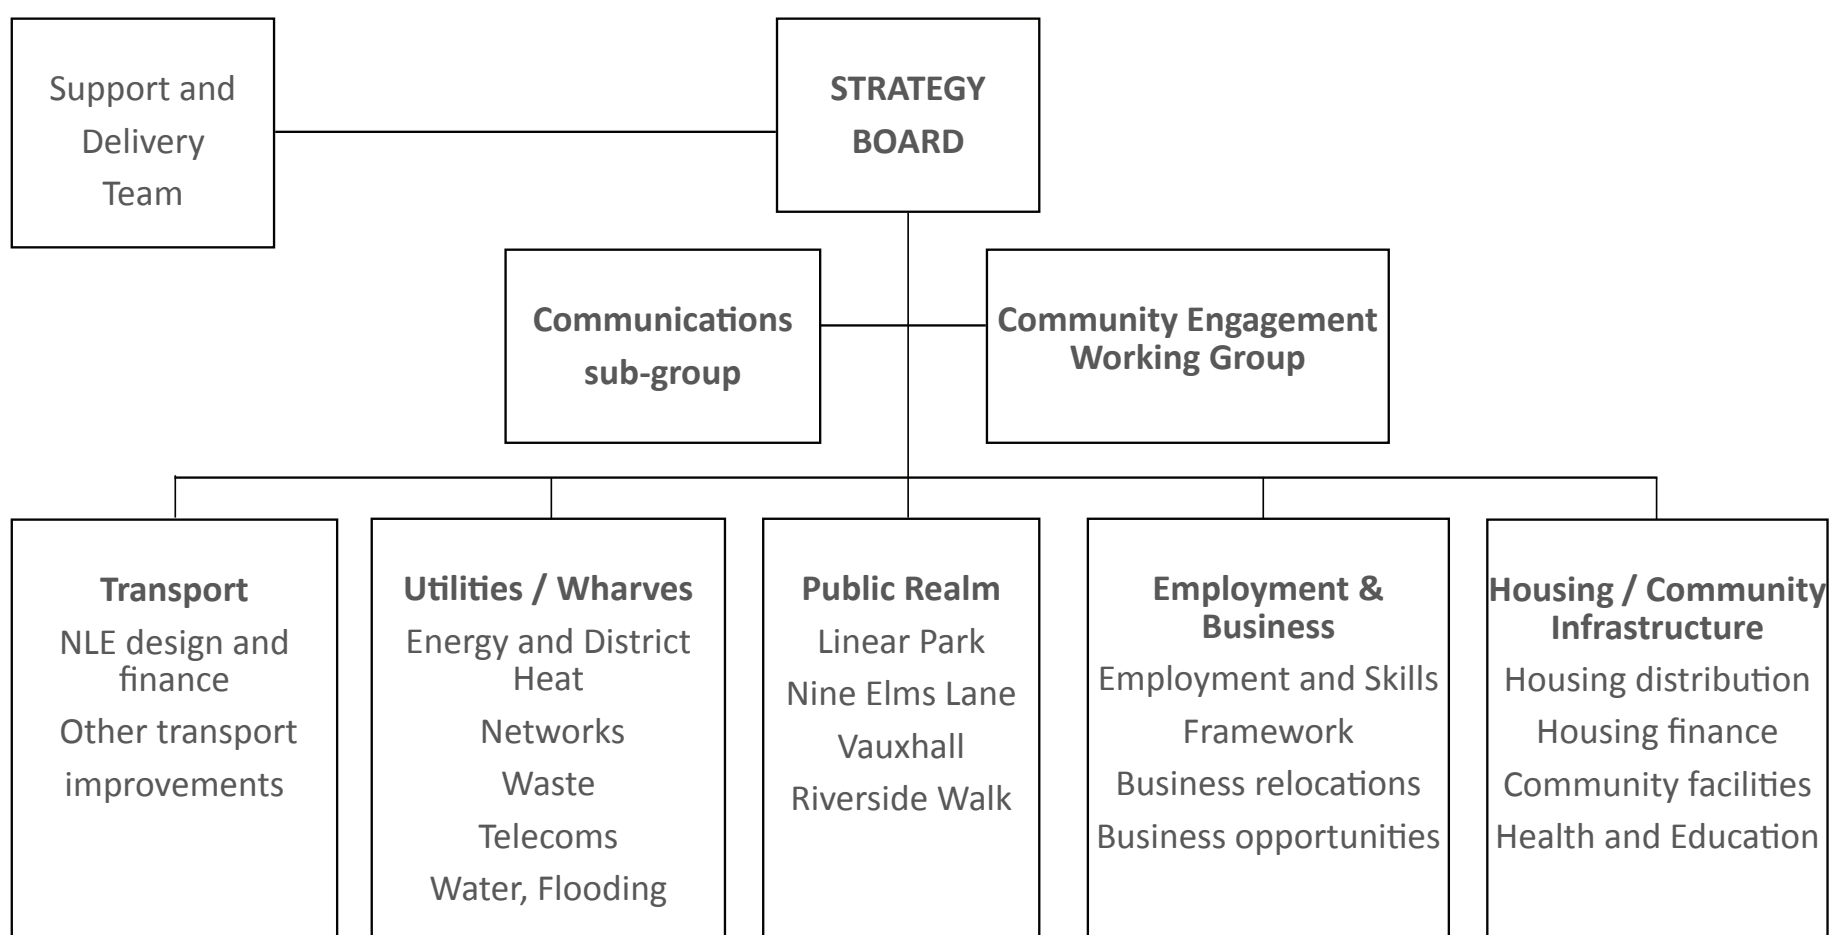 Support and
Delivery
Team
STRATEGY
BOARD
Communications
sub-group
Community Engagement
Working Group
Transport
NLE design and
finance
Other transport
improvements
Utilities / Wharves
Energy and District
Heat
Networks
Waste
Telecoms
Water, Flooding
Public Realm
Linear Park
Nine Elms Lane
Vauxhall
Riverside Walk
Employment &
Business
Employment and Skills
Framework
Business relocations
Business opportunities
Housing / Community
Infrastructure
Housing distribution
Housing finance
Community facilities
Health and Education